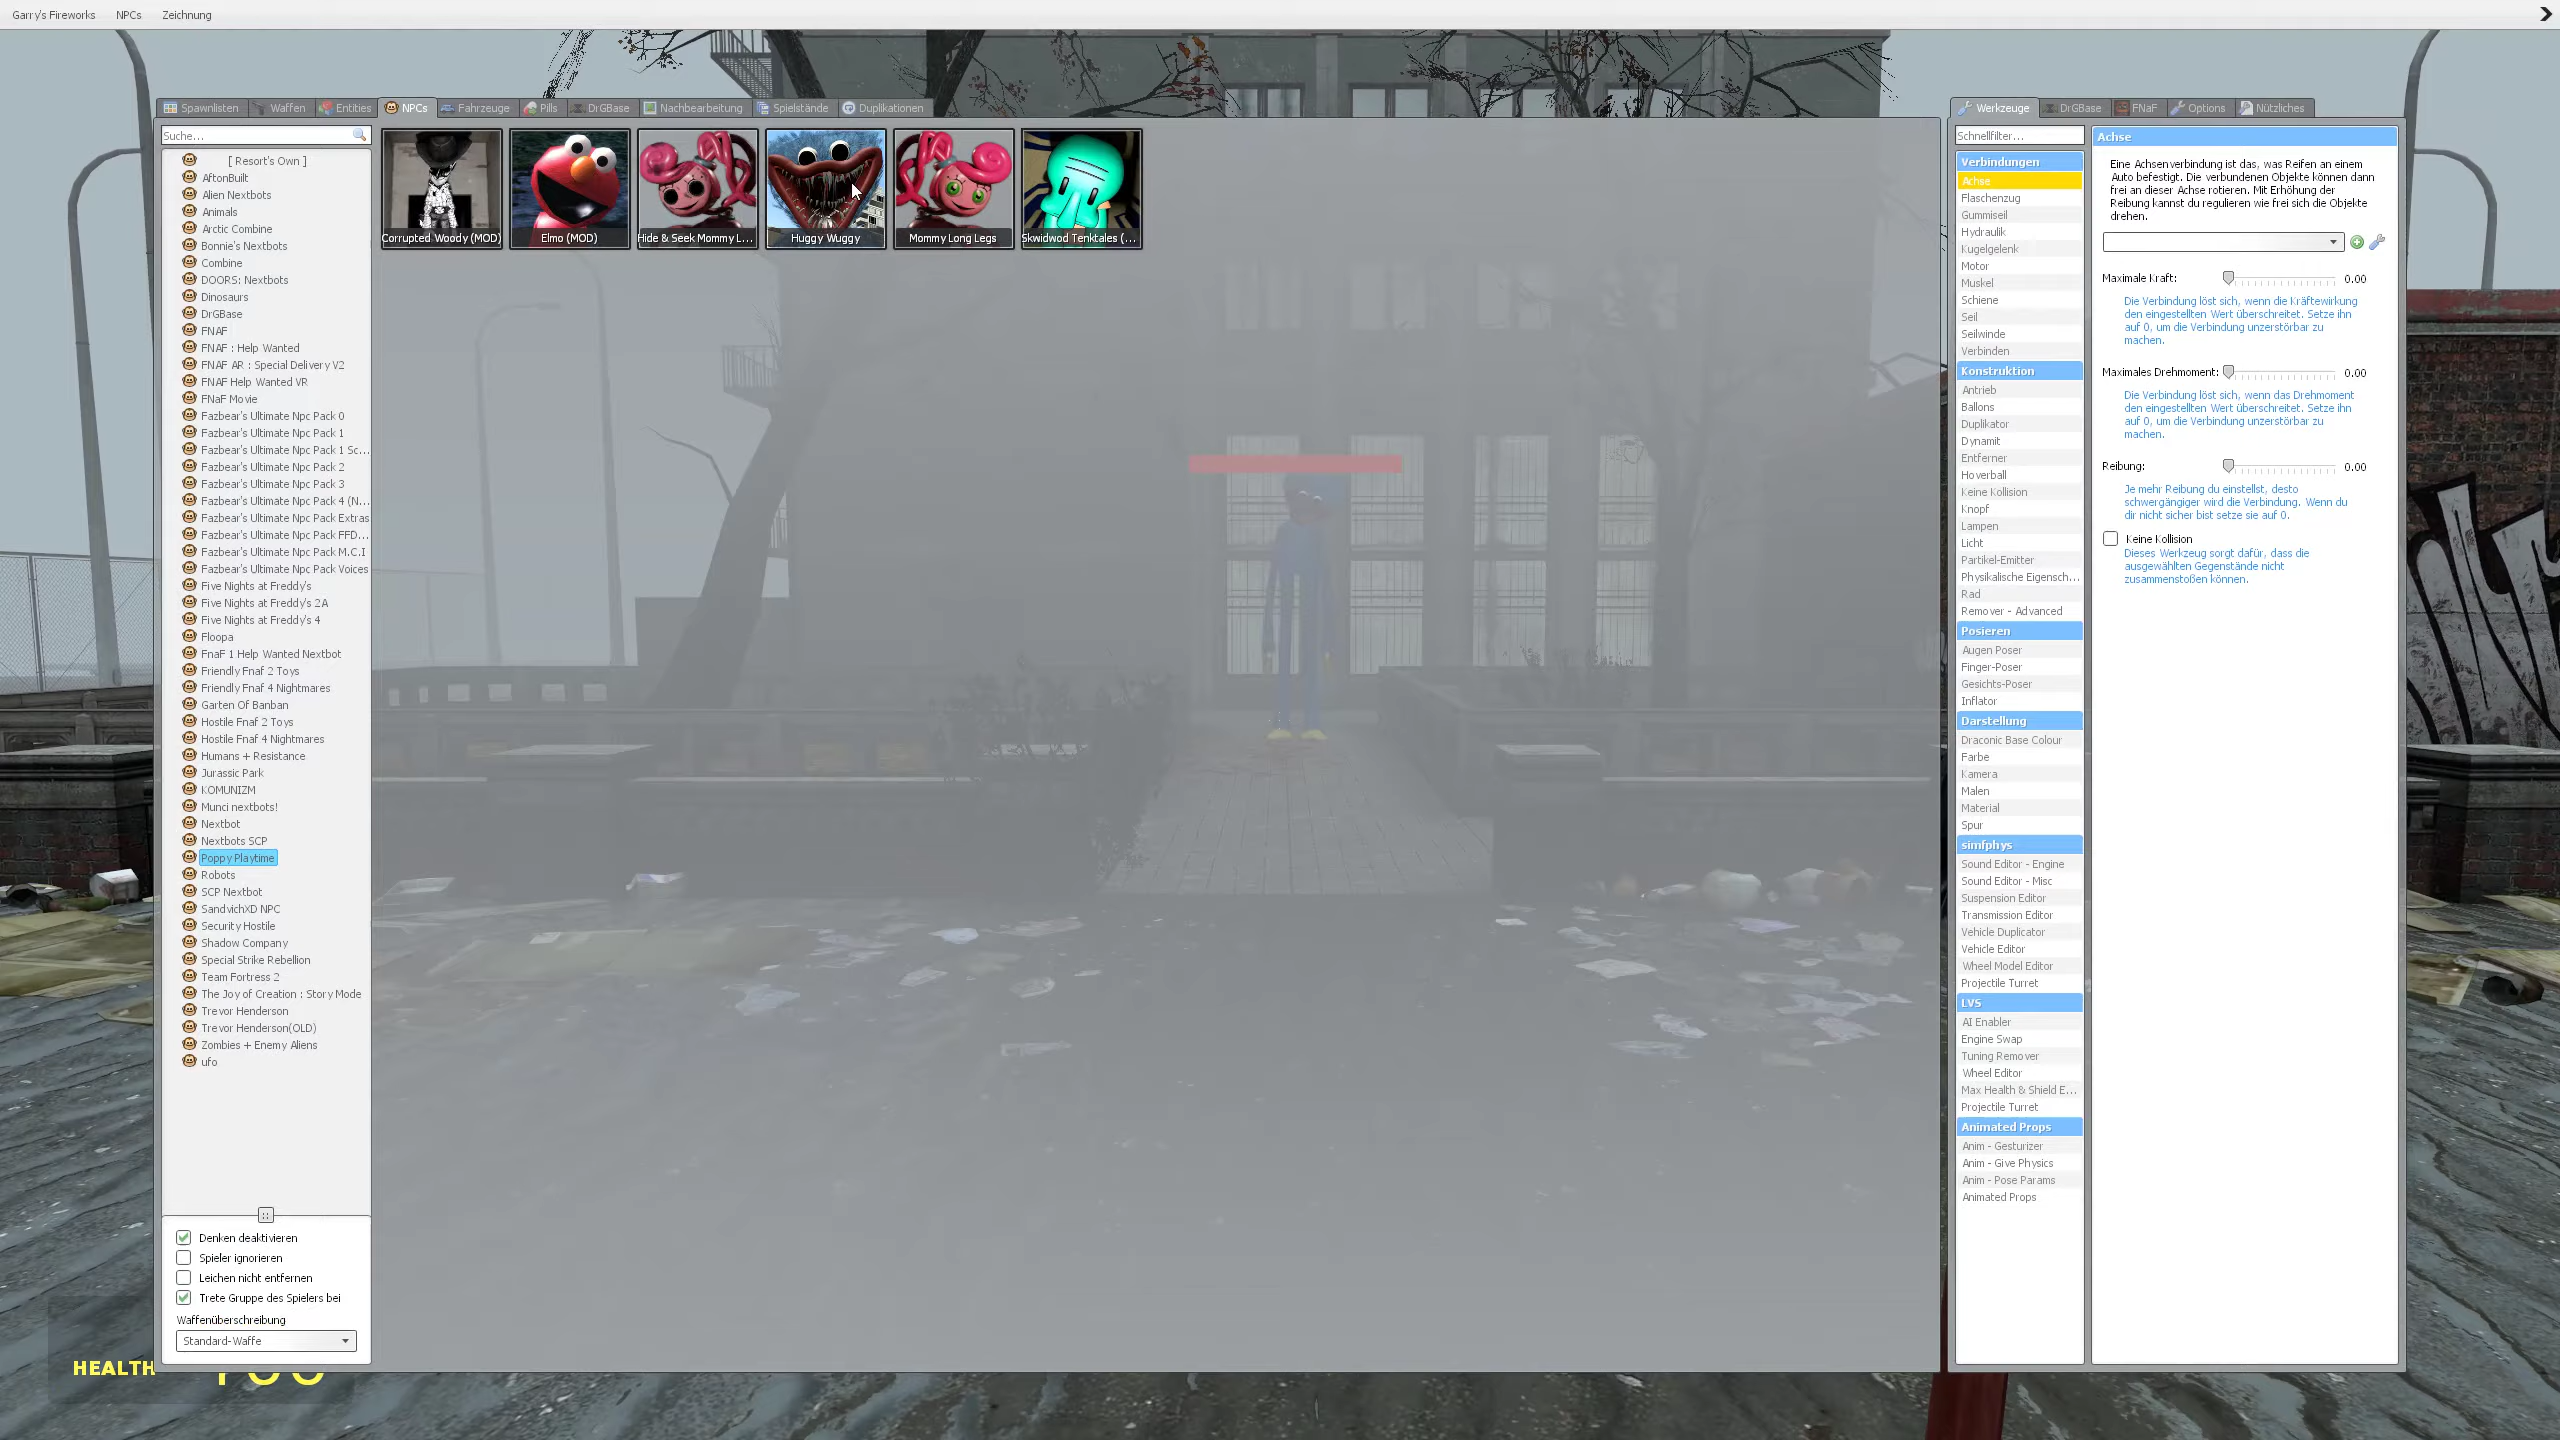 Garry's Fireworks NPCs Zeichnung
Spawnlisten Waffen Entities NPCs Fahrzeuge Pills DrGBase Nachbearbeitung Spielstände Duplikationen
Suche...
[ Resort's Own ]
AftonBuilt
Alien Nextbots
Animals
Arctic Combine
Bonnie's Nextbots
Combine
DOORS: Nextbots
Dinosaurs
DrGBase
FNAF
FNAF : Help Wanted
FNAF AR : Special Delivery V2
FNAF Help Wanted VR
FNaF Movie
Fazbear's Ultimate Npc Pack 0
Fazbear's Ultimate Npc Pack 1
Fazbear's Ultimate Npc Pack 1 Sc...
Fazbear's Ultimate Npc Pack 2
Fazbear's Ultimate Npc Pack 3
Fazbear's Ultimate Npc Pack 4 (N...
Fazbear's Ultimate Npc Pack Extras
Fazbear's Ultimate Npc Pack FFD...
Fazbear's Ultimate Npc Pack M.C.I
Fazbear's Ultimate Npc Pack Voices
Five Nights at Freddy's
Five Nights at Freddy's 2A
Five Nights at Freddy's 4
Floopa
FnaF 1 Help Wanted Nextbot
Friendly Fnaf 2 Toys
Friendly Fnaf 4 Nightmares
Garten Of Banban
Hostile Fnaf 2 Toys
Hostile Fnaf 4 Nightmares
Humans + Resistance
Jurassic Park
KOMUNIZM
Munci nextbots!
Nextbot
Nextbots SCP
Poppy Playtime
Robots
SCP Nextbot
SandvichXD NPC
Security Hostile
Shadow Company
Special Strike Rebellion
Team Fortress 2
The Joy of Creation : Story Mode
Trevor Henderson
Trevor Henderson(OLD)
Zombies + Enemy Aliens
ufo
Denken deaktivieren
Spieler ignorieren
Leichen nicht entfernen
Trete Gruppe des Spielers bei
Waffenüberschreibung
Standard-Waffe
HEALTH 100
Corrupted Woody (MOD) Elmo (MOD) Hide & Seek Mommy L... Huggy Wuggy Mommy Long Legs Skwidwod Tenktales (...
Werkzeuge DrGBase FNaF Options Nützliches
Schnellfilter...
Verbindungen
Achse
Flaschenzug
Gummiseil
Hydraulik
Kugelgelenk
Motor
Muskel
Schiene
Seil
Seilwinde
Verbinden
Konstruktion
Antrieb
Ballons
Duplikator
Dynamit
Entferner
Hoverball
Keine Kollision
Knopf
Lampen
Licht
Partikel-Emitter
Physikalische Eigensch...
Rad
Remover - Advanced
Posieren
Augen Poser
Finger-Poser
Gesichts-Poser
Inflator
Darstellung
Draconic Base Colour
Farbe
Kamera
Malen
Material
Spur
simfphys
Sound Editor - Engine
Sound Editor - Misc
Suspension Editor
Transmission Editor
Vehicle Duplicator
Vehicle Editor
Wheel Model Editor
Projectile Turret
LVS
AI Enabler
Engine Swap
Tuning Remover
Wheel Editor
Max Health & Shield E...
Projectile Turret
Animated Props
Anim - Gesturizer
Anim - Give Physics
Anim - Pose Params
Animated Props
Achse
Eine Achsenverbindung ist das, was Reifen an einem
Auto befestigt. Die verbundenen Objekte können dann
frei an dieser Achse rotieren. Mit Erhöhung der
Reibung kannst du regulieren wie frei sich die Objekte
drehen.
Maximale Kraft: 0.00
Die Verbindung löst sich, wenn die Kräftewirkung
den eingestellten Wert überschreitet. Setze ihn
auf 0, um die Verbindung unzerstörbar zu
machen.
Maximales Drehmoment: 0.00
Die Verbindung löst sich, wenn das Drehmoment
den eingestellten Wert überschreitet. Setze ihn
auf 0, um die Verbindung unzerstörbar zu
machen.
Reibung: 0.00
Je mehr Reibung du einstellst, desto
schwergängiger wird die Verbindung. Wenn du
dir nicht sicher bist setze sie auf 0.
Keine Kollision
Dieses Werkzeug sorgt dafür, dass die
ausgewählten Gegenstände nicht
zusammenstoßen können.